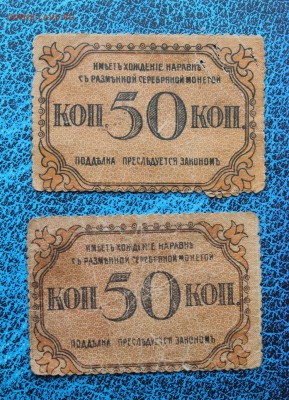 ИМѢЕТЪ ХОЖДЕНІЕ НАРАВНѢ
СЪ РАЗМѢННОЙ СЕРЕБРЯНОЙ МОНЕТОЙ
КОП. 50 КОП.
ПОДДѢЛКА ПРЕСЛѢДУЕТСЯ ЗАКОНОМЪ.
ИМѢЕТЪ ХОЖДЕНІЕ НАРАВНѢ
СЪ РАЗМѢННОЙ СЕРЕБРЯНОЙ МОНЕТОЙ
КОП. 50 КОП.
ПОДДѢЛКА ПРЕСЛѢДУЕТСЯ ЗАКОНОМЪ.